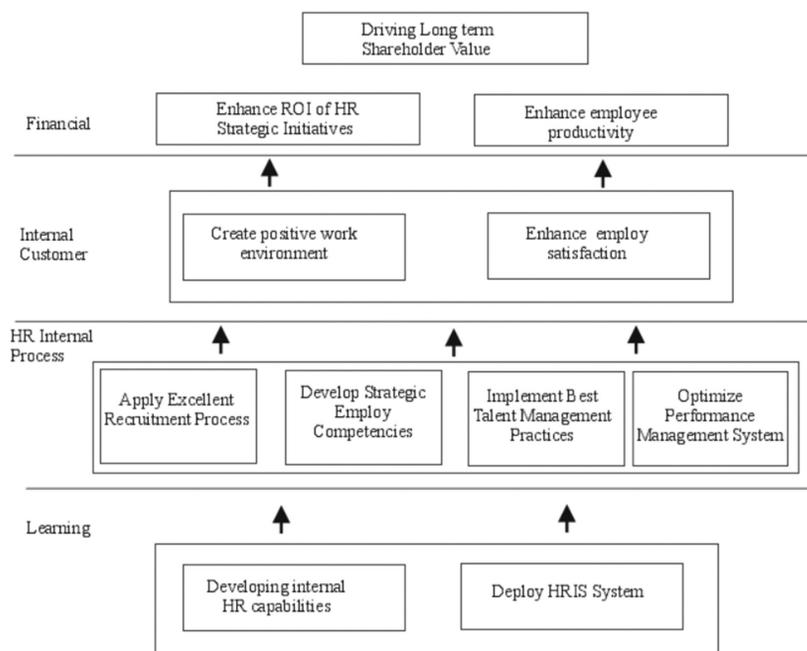 Driving Long term
Shareholder Value
Financial
Enhance ROI of HR
Strategic Initiatives
Enhance employee
productivity
Internal
Customer
Create positive work
environment
Enhance employ
satisfaction
HR Internal
Process
Apply Excellent
Recruitment Process
Develop Strategic
Employ
Competencies
Implement Best
Talent Management
Practices
Optimize
Performance
Management System
Learning
Developing internal
HR capabilities
Deploy HRIS System